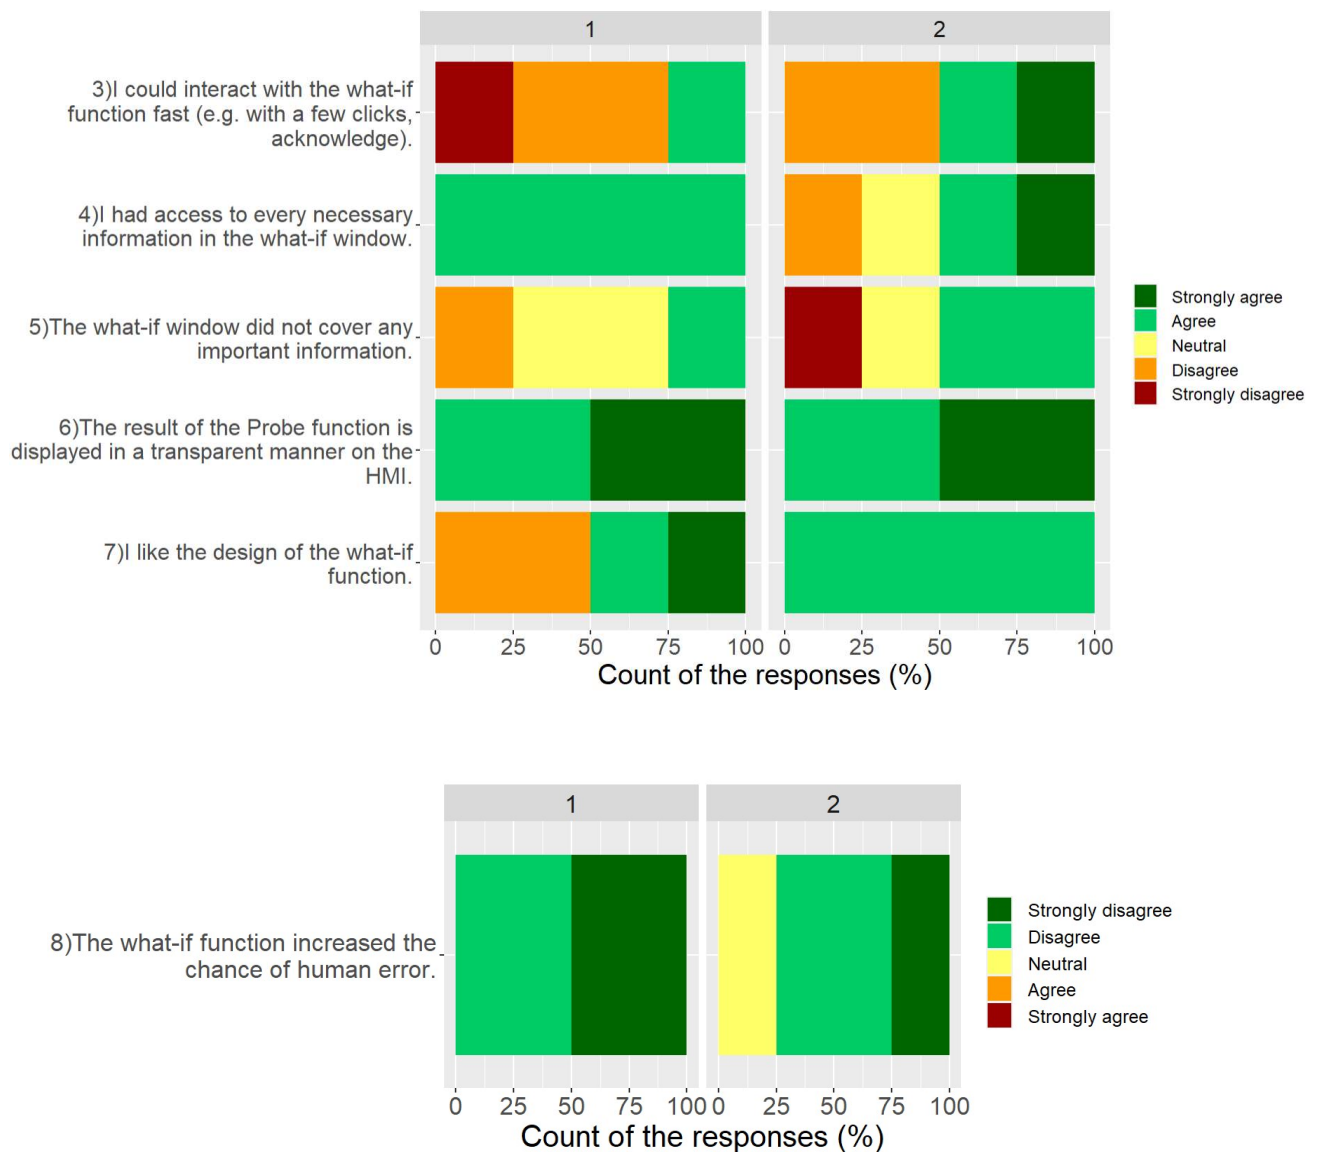 1
2
3)I could interact with the what-if
function fast (e.g. with a few clicks,
acknowledge).
4)I had access to every necessary
information in the what-if window.
5)The what-if window did not cover any
important information.
6)The result of the Probe function is
displayed in a transparent manner on the
HMI.
7)I like the design of the what-if
function.
0 25 50 75 100 0 25 50 75 100
Count of the responses (%)
Strongly agree
Agree
Neutral
Disagree
Strongly disagree
1
2
8)The what-if function increased the
chance of human error.
0 25 50 75 100 0 25 50 75 100
Count of the responses (%)
Strongly disagree
Disagree
Neutral
Agree
Strongly agree